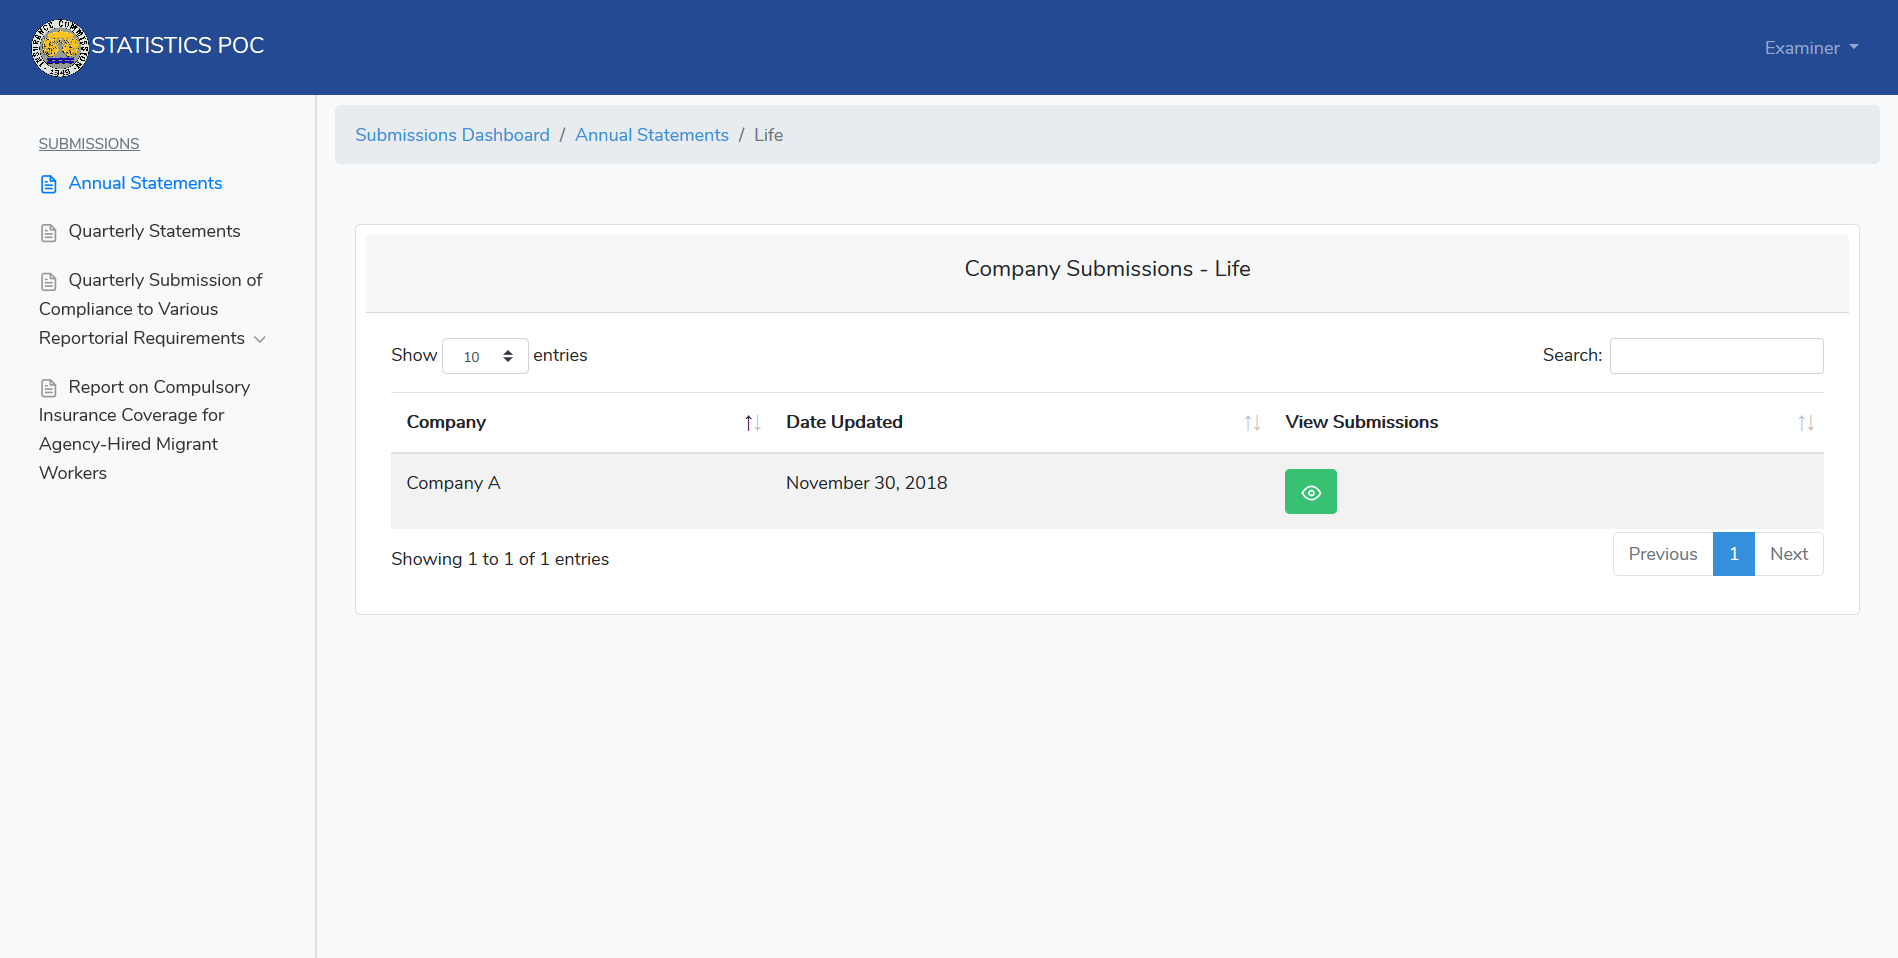 INSURANCE COMMISSION
1949
STATISTICS POC
Examiner
SUBMISSIONS
Annual Statements
Quarterly Statements
Quarterly Submission of
Compliance to Various
Reportorial Requirements
Report on Compulsory
Insurance Coverage for
Agency-Hired Migrant
Workers
Submissions Dashboard / Annual Statements / Life
Company Submissions - Life
Show 10 entries
Search:
Company Date Updated View Submissions
Company A November 30, 2018
Showing 1 to 1 of 1 entries
Previous 1 Next